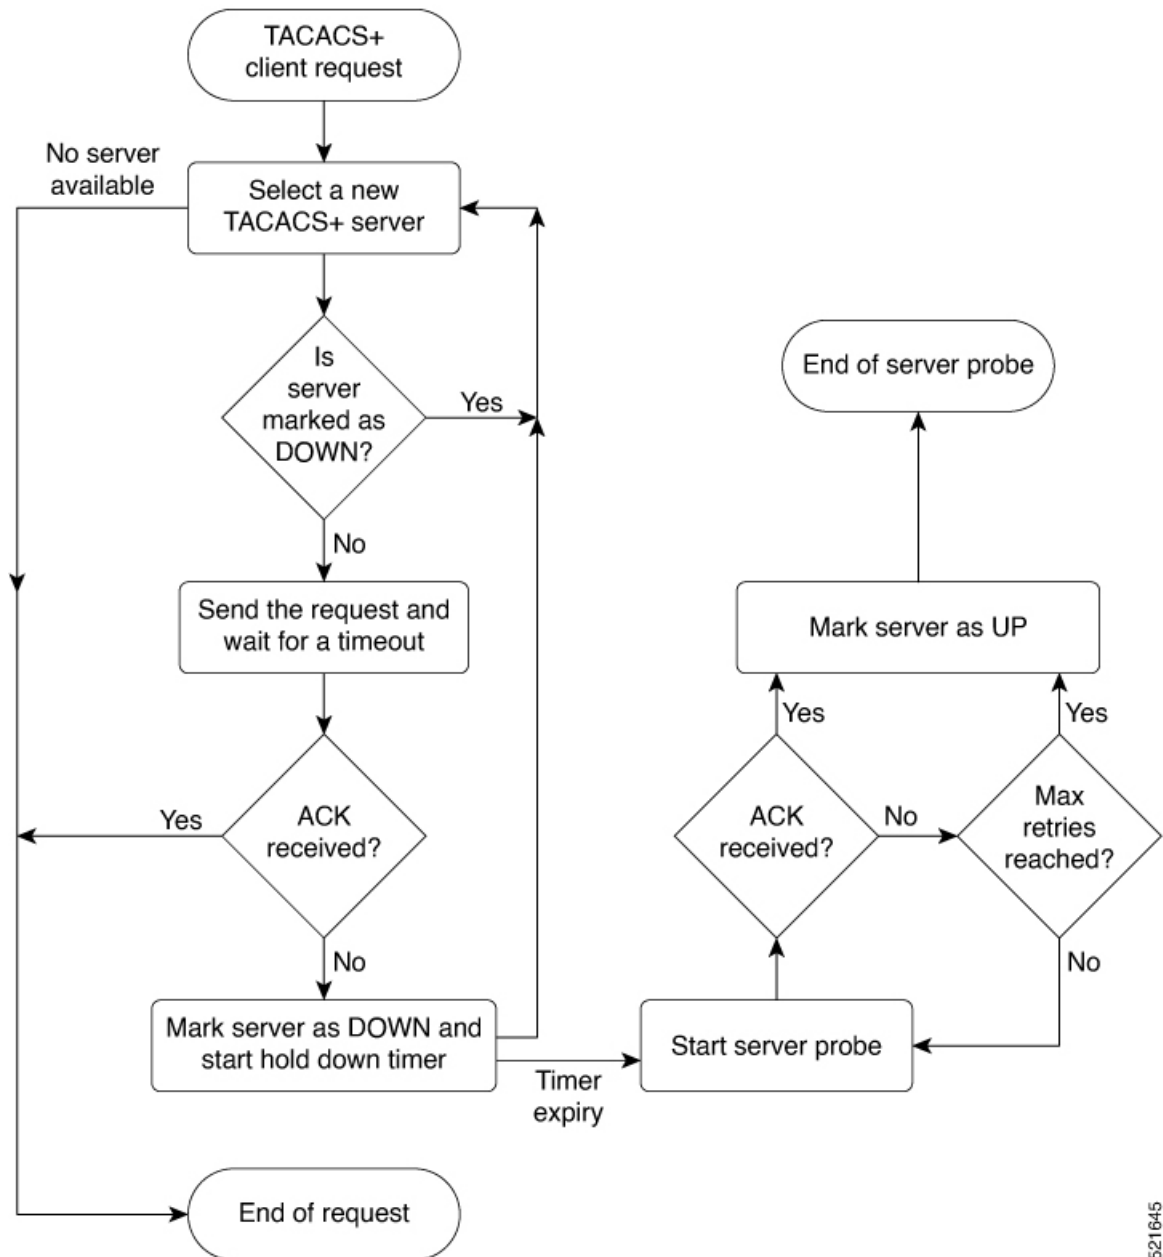 TACACS+
client request
No server
available
Select a new
TACACS+ server
Is
server
marked as
DOWN?
Yes
No
Send the request and
wait for a timeout
ACK
received?
Yes
No
Mark server as DOWN and
start hold down timer
Timer
expiry
End of request
End of server probe
Mark server as UP
Yes
Yes
ACK
received?
No
Max
retries
reached?
No
Start server probe
521645